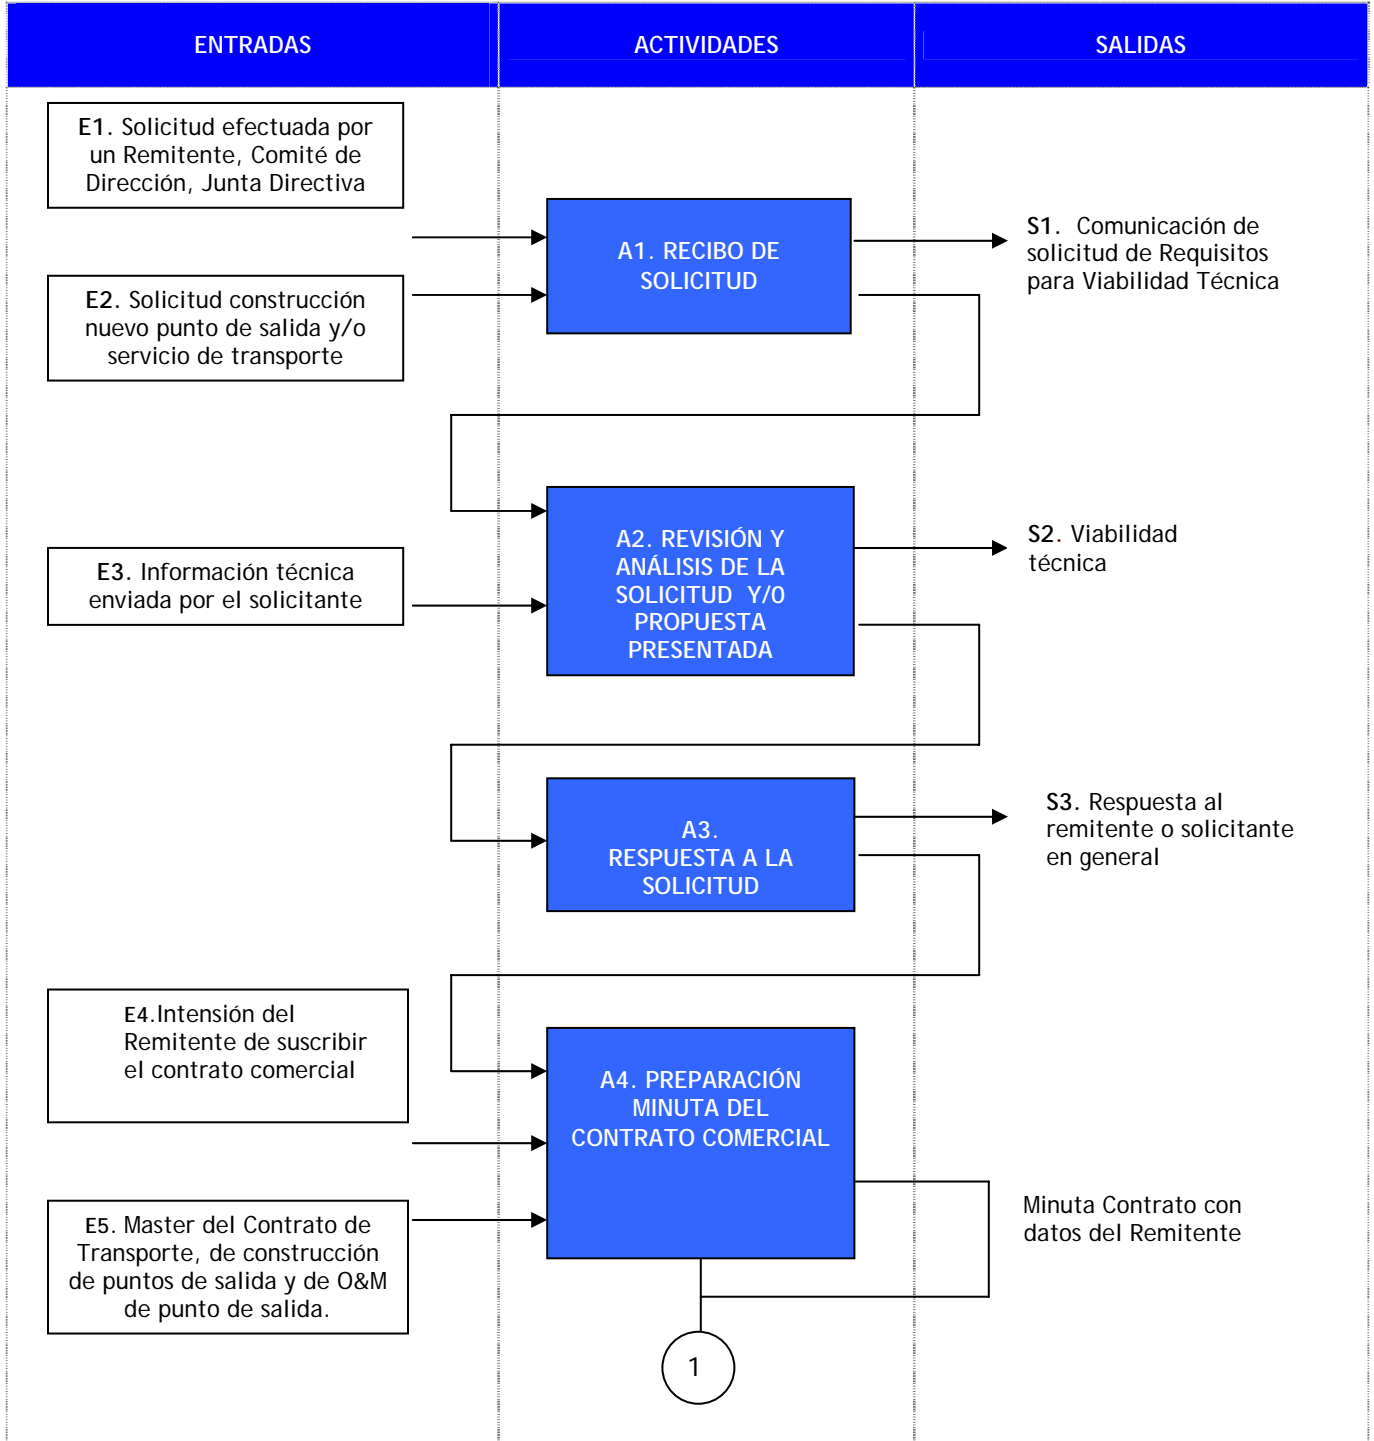 ENTRADAS
ACTIVIDADES
SALIDAS
E1. Solicitud efectuada por
un Remitente, Comité de
Dirección, Junta Directiva
A1. RECIBO DE
SOLICITUD
S1. Comunicación de
solicitud de Requisitos
para Viabilidad Técnica
E2. Solicitud construcción
nuevo punto de salida y/o
servicio de transporte
A2. REVISIÓN Y
ANÁLISIS DE LA
SOLICITUD Y/0
PROPUESTA
PRESENTADA
S2. Viabilidad
técnica
E3. Información técnica
enviada por el solicitante
A3.
RESPUESTA A LA
SOLICITUD
S3. Respuesta al
remitente o solicitante
en general
E4.Intensión del
Remitente de suscribir
el contrato comercial
A4. PREPARACIÓN
MINUTA DEL
CONTRATO COMERCIAL
Minuta Contrato con
datos del Remitente
E5. Master del Contrato de
Transporte, de construcción
de puntos de salida y de O&M
de punto de salida.
1